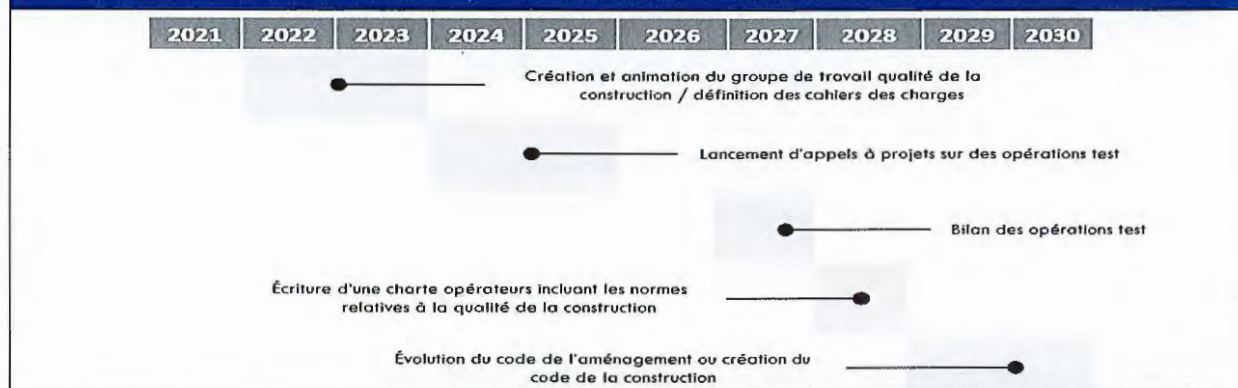 2021 2022 2023 2024 2025 2026 2027 2028 2029 2030
Création et animation du groupe de travail qualité de la
construction / définition des cahiers des charges
Lancement d'appels à projets sur des opérations test
Bilan des opérations test
Écriture d'une charte opérateurs incluant les normes
relatives à la qualité de la construction
Évolution du code de l'aménagement ou création du
code de la construction